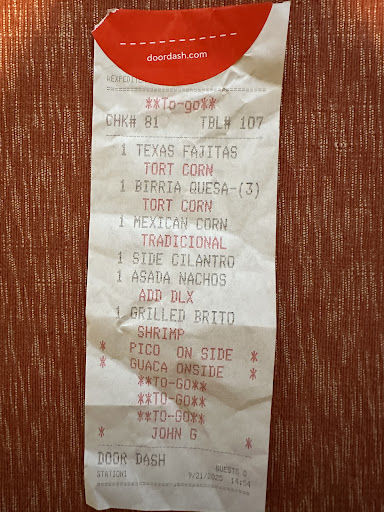 doordash.com
**To-go**
CHK# 81 TBL# 107
1 TEXAS FAJITAS
TORT CORN
1 BIRRIA QUESA-(3)
TORT CORN
1 MEXICAN CORN
TRADICIONAL
1 SIDE CILANTRO
1 ASADA NACHOS
ADD DLX
1 GRILLED BRITO
SHRIMP
* PICO ON SIDE *
* GUACA ONSIDE *
**TO-GO**
**TO-GO**
**TO-GO**
* JOHN G *
DOOR DASH
GUESTS 0
STATION1 9/21/2025 14:54